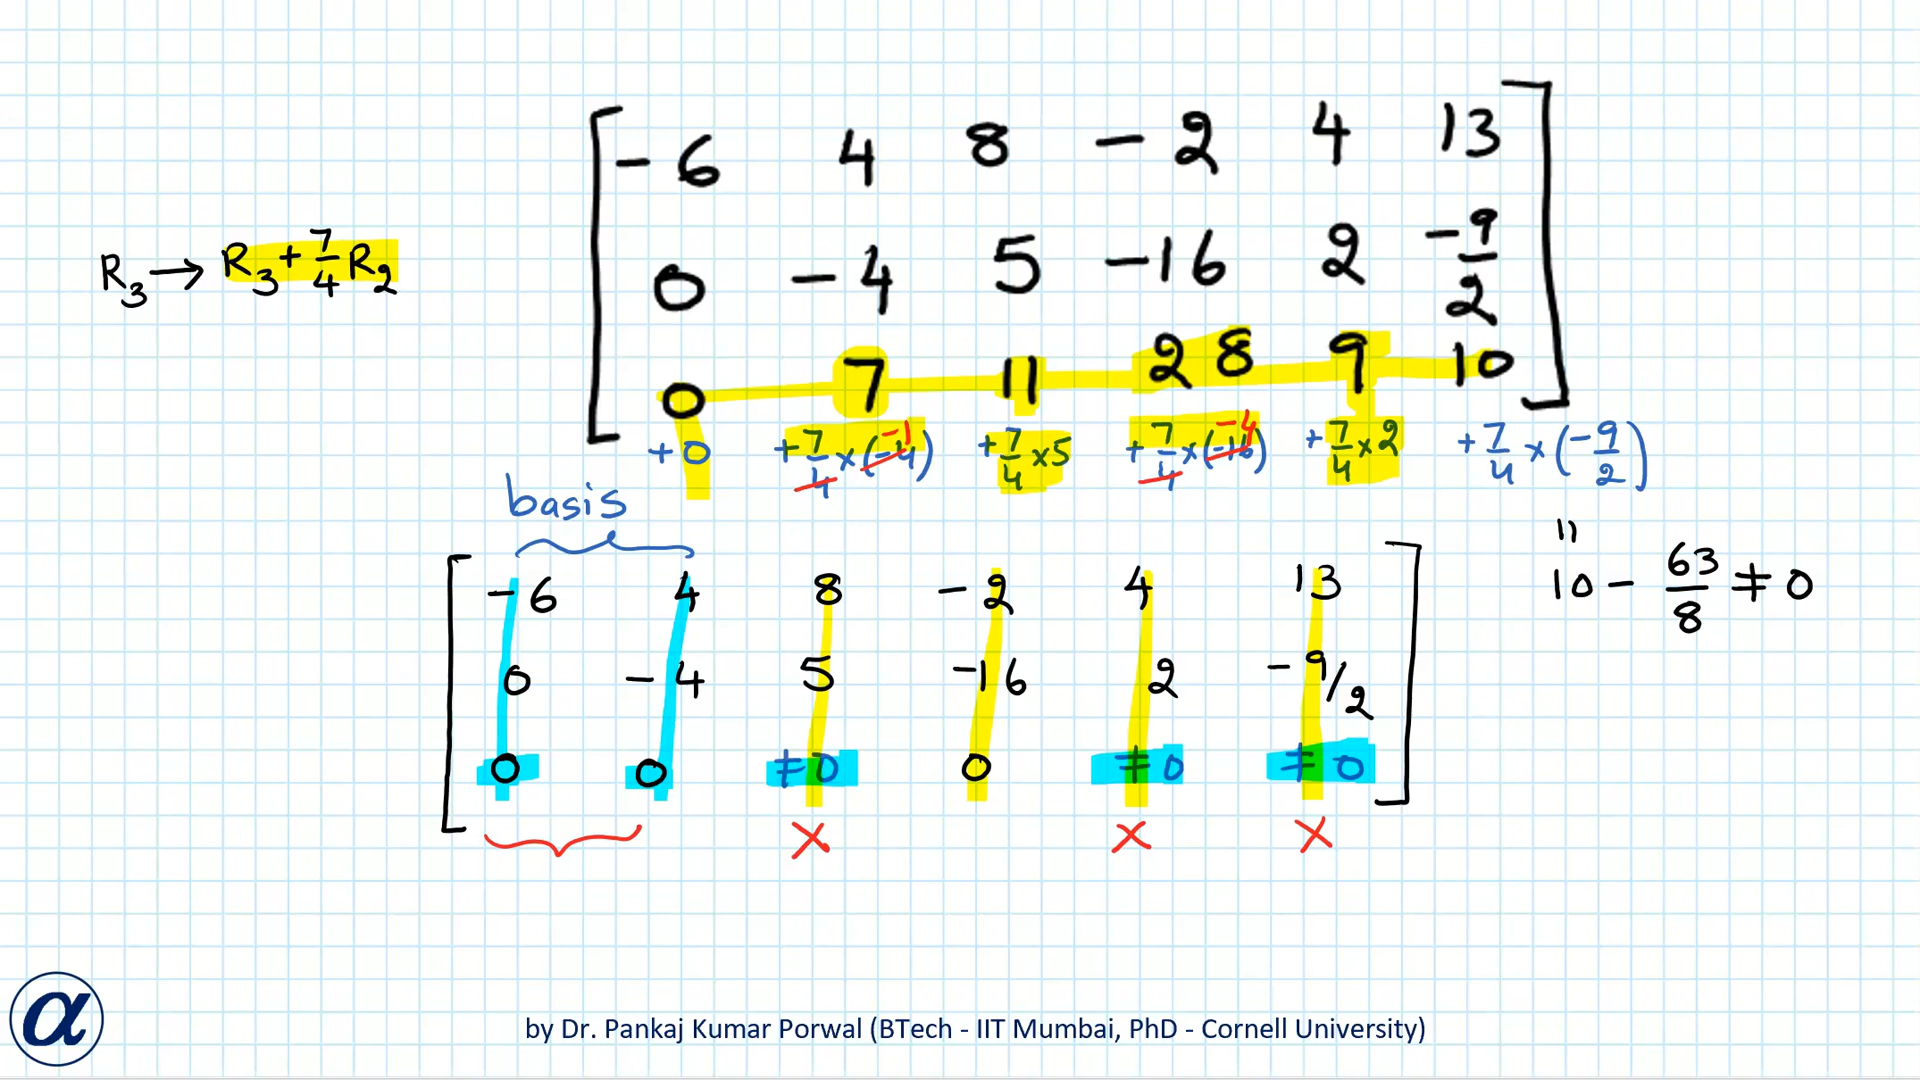 -6 4 8 -2 4 13
R₃ → R₃ + 7/4 R₂
0 -4 5 -16 2 -9/2
0 7 11 28 9 10
+0 +7/4×(-4) -1 +7/4×5 +7/4×(-16) -4 +7/4×2 +7/4×(-9/2)
basis
-6 4 8 -2 4 13
10 - 63/8 ≠ 0
0 -4 5 -16 2 -9/2
0 0 ≠0 0 ≠0 ≠0
× × ×
α
by Dr. Pankaj Kumar Porwal (BTech - IIT Mumbai, PhD - Cornell University)